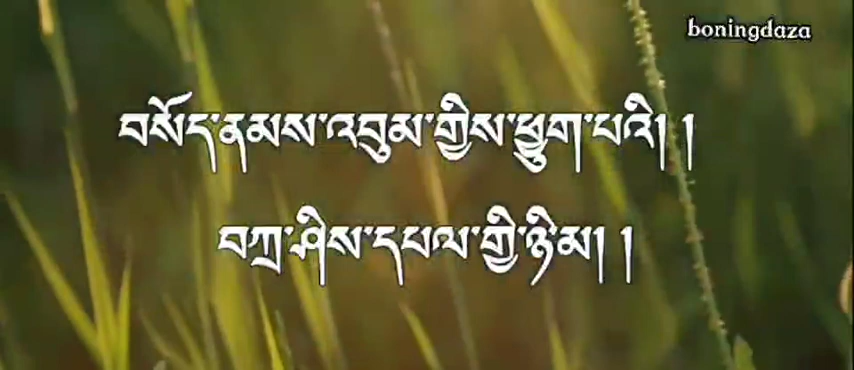 boningdaza
བསོད་ནམས་འབུམ་གྱིས་ཕྱུག་པའི། །
བཀྲ་ཤིས་དཔལ་གྱི་ཉིམ། །